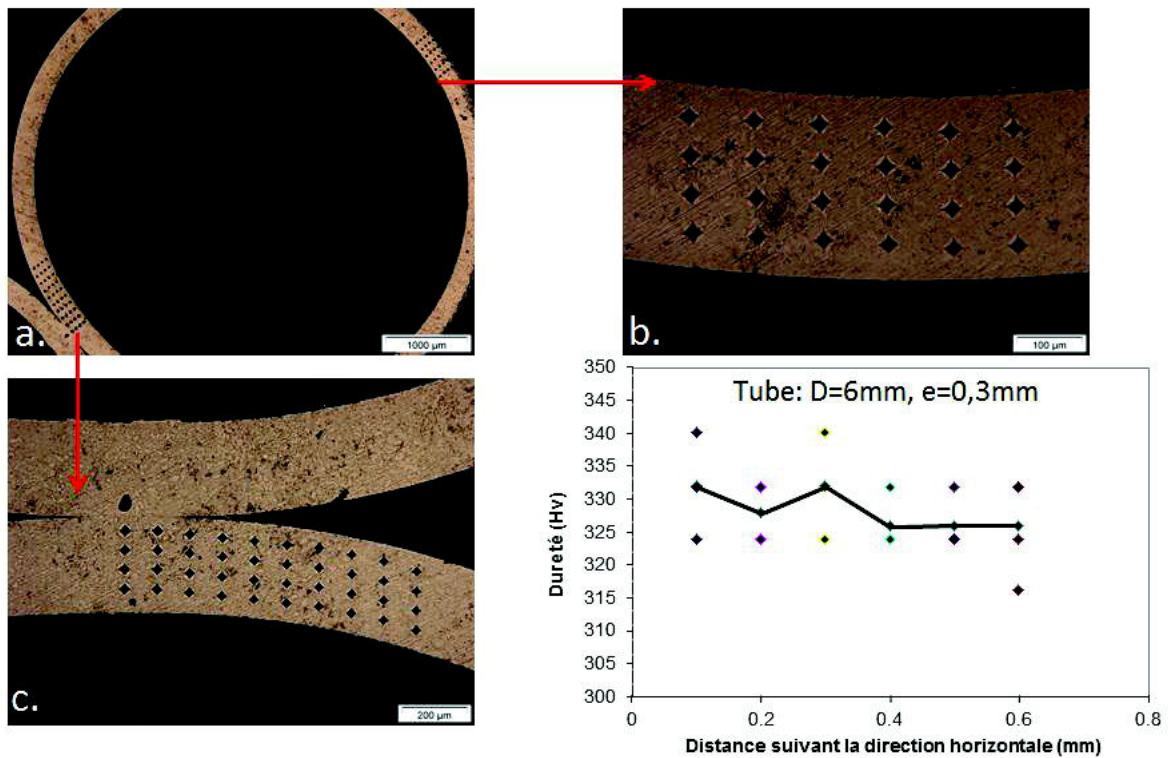 a.
1000 µm
b.
100 µm
c.
200 µm
Tube: D=6mm, e=0,3mm
Dureté (Hv)
350
345
340
335
330
325
320
315
310
305
300
0
0.2
0.4
0.6
0.8
Distance suivant la direction horizontale (mm)